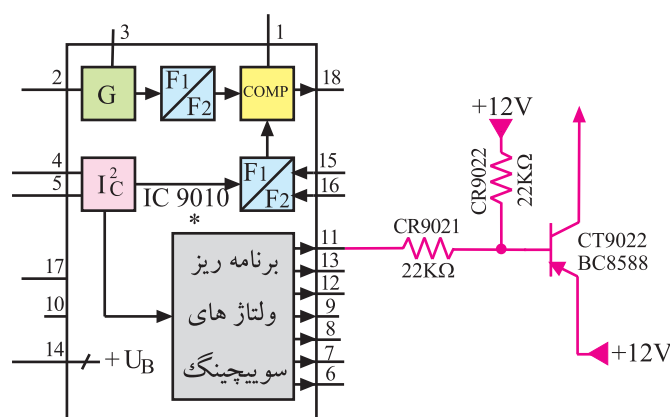 3
1
2
G
F1
F2
COMP
18
4
5
I²C
F1
F2
15
16
IC 9010
*
برنامه ریز
ولتاژ های
سوییچینگ
11
13
12
9
8
7
6
17
10
14
+UB
CR9021
22KΩ
+12V
CR9022
22KΩ
CT9022
BC8588
+12V